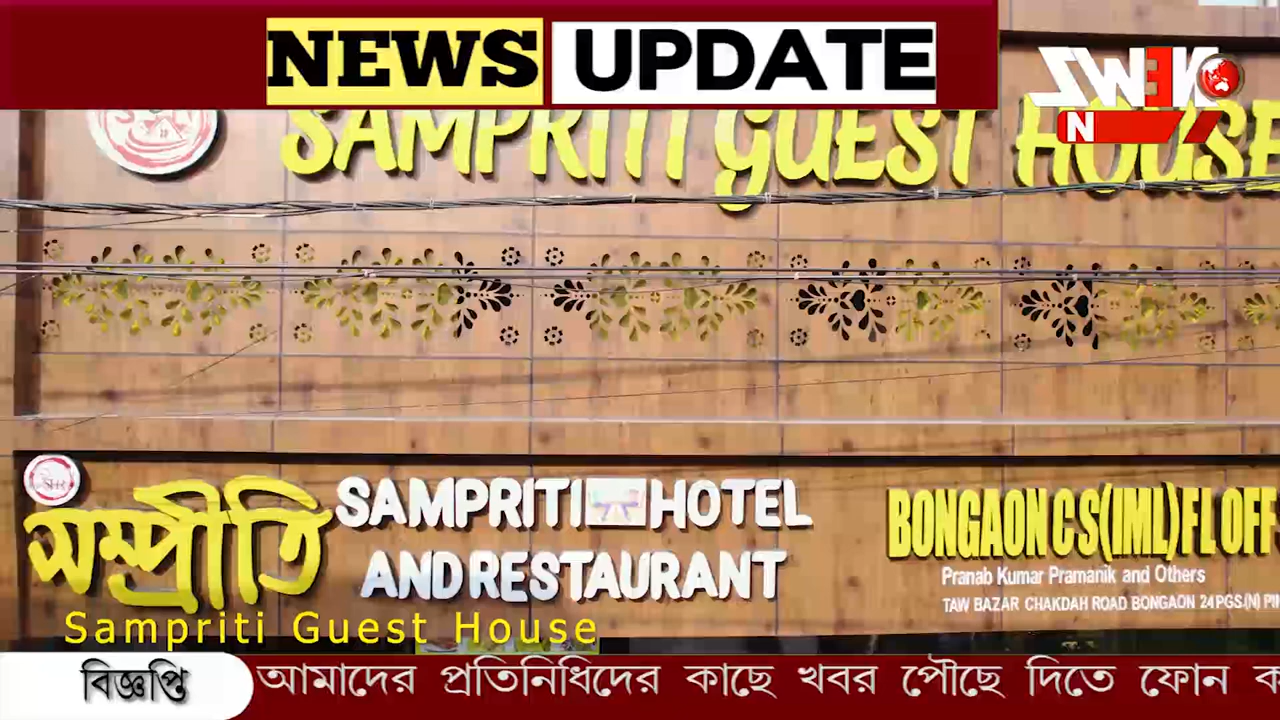 NEWS UPDATE
N
SAMPRITI GUEST HOUSE
সম্প্রীতি
SAMPRITI HOTEL
AND RESTAURANT
BONGAON C S (IML) FL OFF
Pranab Kumar Pramanik and Others
TAW BAZAR CHAKDAH ROAD BONGAON 24 PGS.(N) PIN
Sampriti Guest House
বিজ্ঞপ্তি
আমাদের প্রতিনিধিদের কাছে খবর পৌছে দিতে ফোন ক